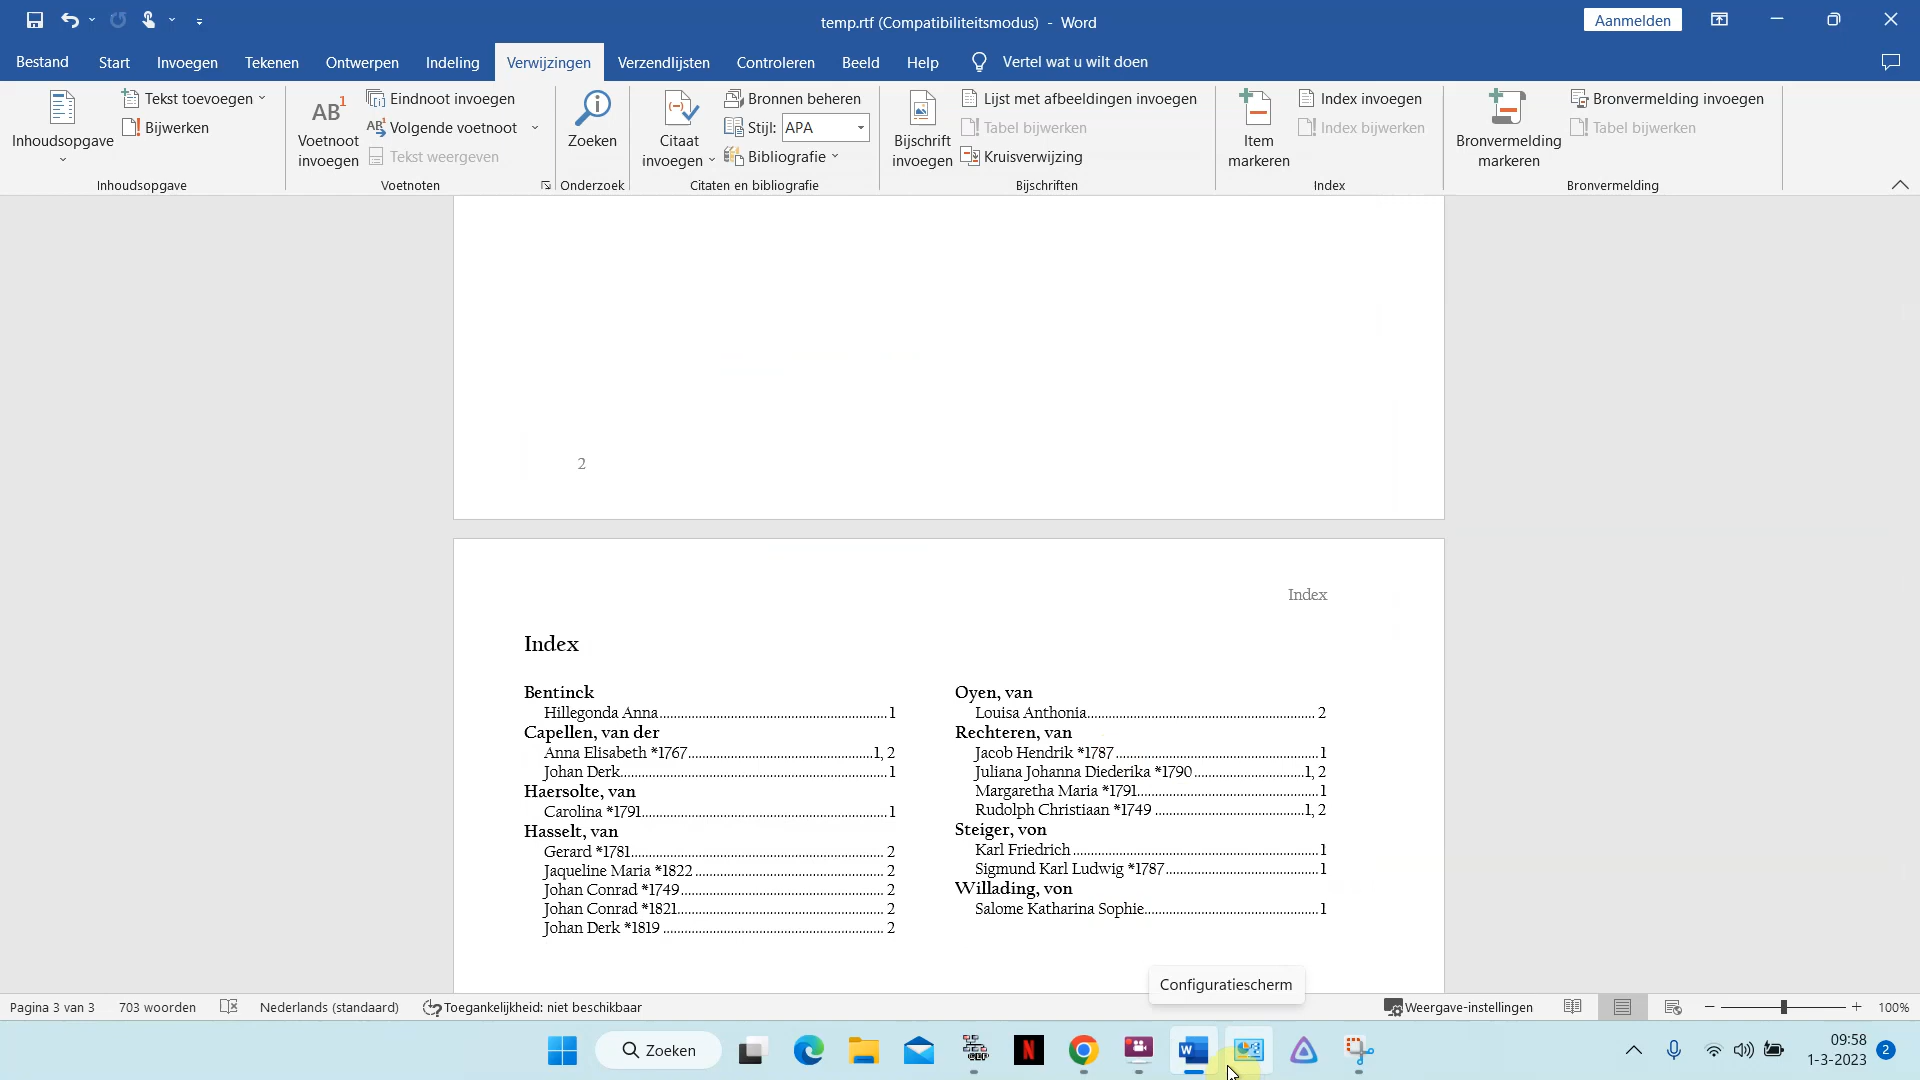 temp.rtf (Compatibiliteitsmodus) - Word
Aanmelden
Bestand Start Invoegen Tekenen Ontwerpen Indeling Verwijzingen Verzendlijsten Controleren Beeld Help Vertel wat u wilt doen
Inhoudsopgave
Tekst toevoegen
Bijwerken
Inhoudsopgave
AB1
Voetnoot
invoegen
Eindnoot invoegen
Volgende voetnoot
Tekst weergeven
Voetnoten
Zoeken
Onderzoek
Citaat
invoegen
Bronnen beheren
Stijl: APA
Bibliografie
Citaten en bibliografie
Bijschrift
invoegen
Lijst met afbeeldingen invoegen
Tabel bijwerken
Kruisverwijzing
Bijschriften
Item
markeren
Index invoegen
Index bijwerken
Index
Bronvermelding
markeren
Bronvermelding invoegen
Tabel bijwerken
Bronvermelding
2
Index
Index
Bentinck
Hillegonda Anna 1
Capellen, van der
Anna Elisabeth *1767 1, 2
Johan Derk 1
Haersolte, van
Carolina *1791 1
Hasselt, van
Gerard *1781 2
Jaqueline Maria *1822 2
Johan Conrad *1749 2
Johan Conrad *1821 2
Johan Derk *1819 2
Oyen, van
Louisa Anthonia 2
Rechteren, van
Jacob Hendrik *1787 1
Juliana Johanna Diederika *1790 1, 2
Margaretha Maria *1791 1
Rudolph Christiaan *1749 1, 2
Steiger, von
Karl Friedrich 1
Sigmund Karl Ludwig *1787 1
Willading, von
Salome Katharina Sophie 1
Configuratiescherm
Pagina 3 van 3 703 woorden Nederlands (standaard) Toegankelijkheid: niet beschikbaar Weergave-instellingen 100%
Zoeken
GEP
N
W
09:58
1-3-2023
2